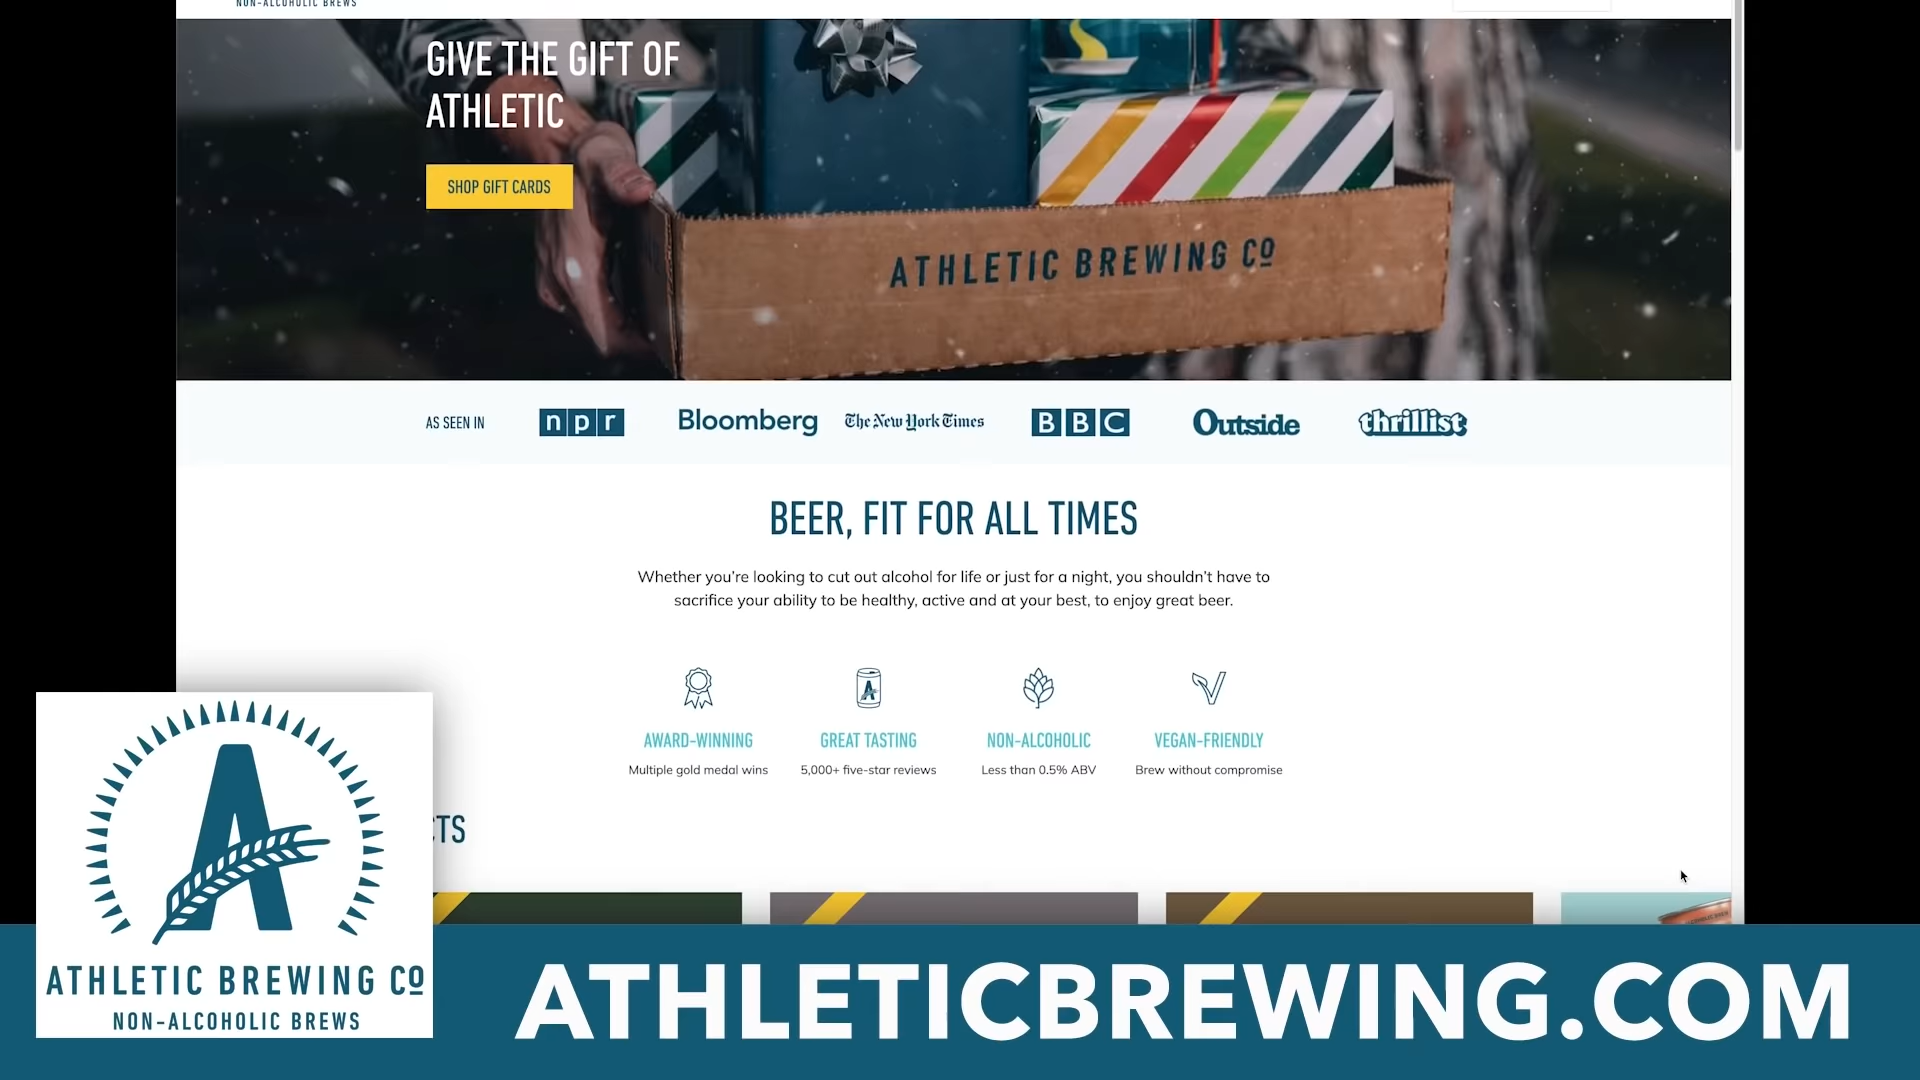 NON-ALCOHOLIC BREWS
GIVE THE GIFT OF
ATHLETIC
SHOP GIFT CARDS
ATHLETIC BREWING Cº
AS SEEN IN
npr
Bloomberg
The New York Times
BBC
Outside
thrillist
BEER, FIT FOR ALL TIMES
Whether you're looking to cut out alcohol for life or just for a night, you shouldn't have to
sacrifice your ability to be healthy, active and at your best, to enjoy great beer.
AWARD-WINNING
Multiple gold medal wins
GREAT TASTING
5,000+ five-star reviews
NON-ALCOHOLIC
Less than 0.5% ABV
VEGAN-FRIENDLY
Brew without compromise
CTS
A
ATHLETIC BREWING Cº
NON-ALCOHOLIC BREWS
ATHLETICBREWING.COM